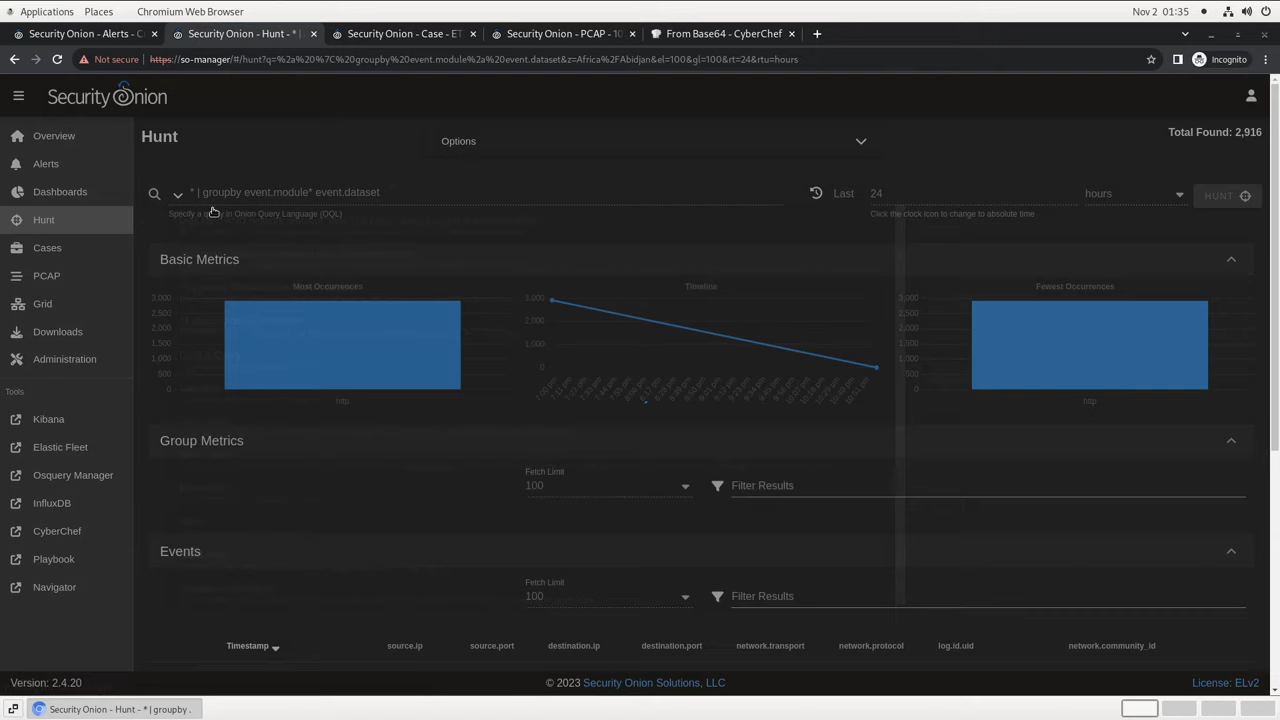 Applications Places Chromium Web Browser Nov 2 01:35
Security Onion - Alerts - C Security Onion - Hunt - * | Security Onion - Case - ET Security Onion - PCAP - 10 From Base64 - CyberChef
Not secure https://so-manager/#/hunt?q=%2a%20%7C%20groupby%20event.module%2a%20event.dataset&z=Africa%2FAbidjan&el=100&gl=100&rt=24&rtu=hours Incognito
Security Onion
Overview
Alerts
Dashboards
Hunt
Cases
PCAP
Grid
Downloads
Administration
Tools
Kibana
Elastic Fleet
Osquery Manager
InfluxDB
CyberChef
Playbook
Navigator
Hunt
Options
Total Found: 2,916
* | groupby event.module* event.dataset
Last 24 hours HUNT
Specify a query in Onion Query Language (OQL)
Click the clock icon to change to absolute time
Basic Metrics
Most Occurrences
3,000
2,500
2,000
1,500
1,000
500
0
http
Timeline
3,000
2,000
1,000
0
Fewest Occurrences
3,000
2,500
2,000
1,500
1,000
500
0
http
Group Metrics
Fetch Limit
100 Filter Results
Events
Fetch Limit
100 Filter Results
Timestamp source.ip source.port destination.ip destination.port network.transport network.protocol log.id.uid network.community_id
Version: 2.4.20 © 2023 Security Onion Solutions, LLC License: ELv2
Security Onion - Hunt - * | groupby .